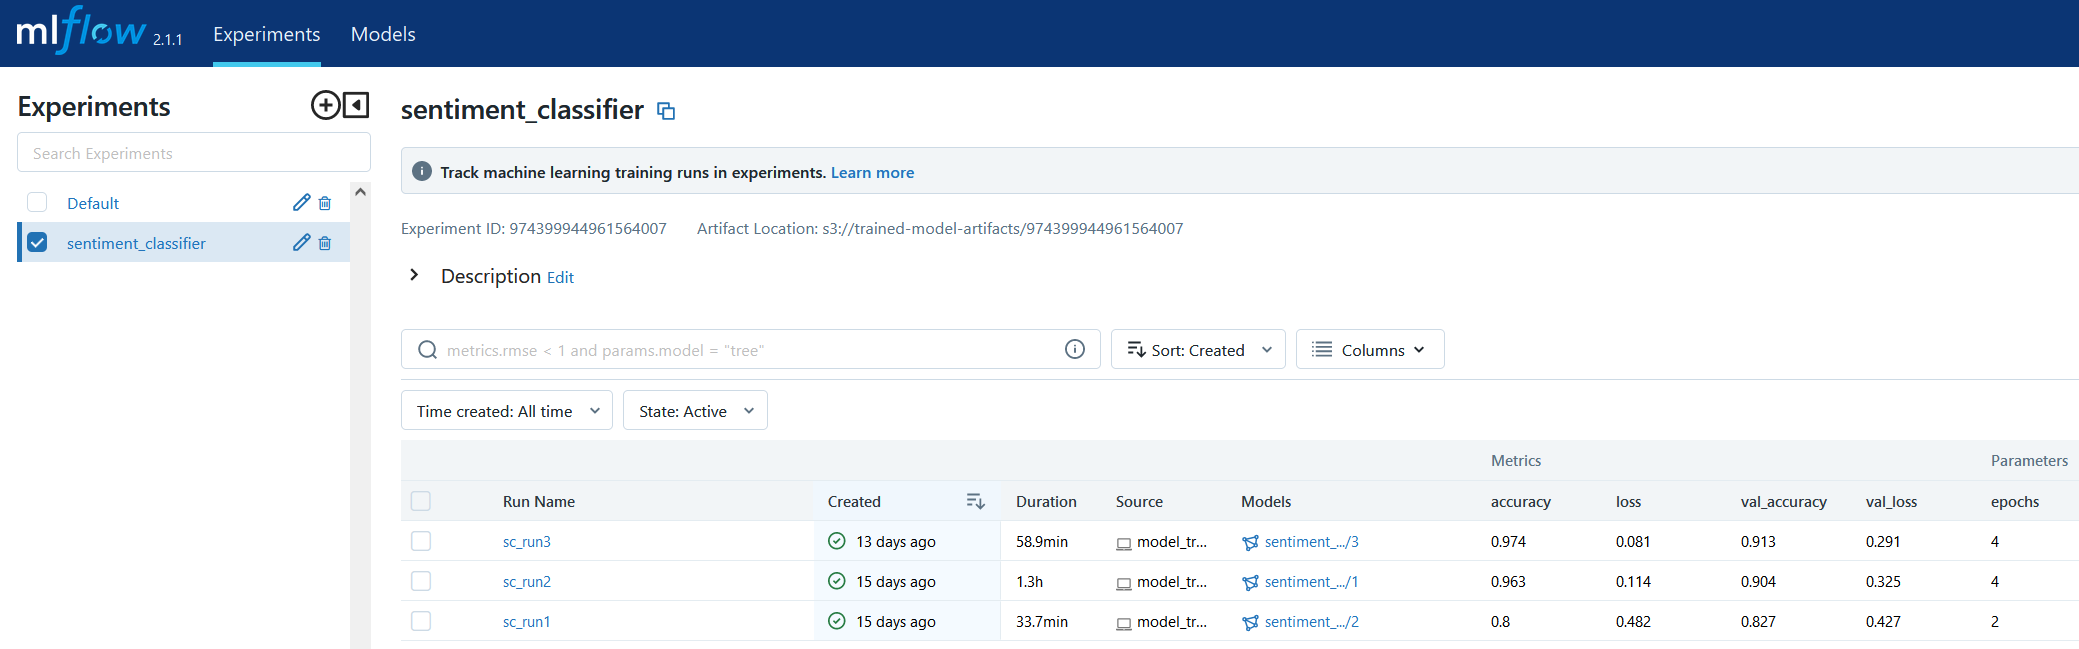 mlflow 2.1.1 Experiments Models
Experiments
Search Experiments
Default
sentiment_classifier
sentiment_classifier
Track machine learning training runs in experiments. Learn more
Experiment ID: 974399944961564007 Artifact Location: s3://trained-model-artifacts/974399944961564007
Description Edit
metrics.rmse < 1 and params.model = "tree" Sort: Created Columns
Time created: All time State: Active
Metrics Parameters
Run Name Created Duration Source Models accuracy loss val_accuracy val_loss epochs
sc_run3 13 days ago 58.9min model_tr... sentiment_.../3 0.974 0.081 0.913 0.291 4
sc_run2 15 days ago 1.3h model_tr... sentiment_.../1 0.963 0.114 0.904 0.325 4
sc_run1 15 days ago 33.7min model_tr... sentiment_.../2 0.8 0.482 0.827 0.427 2